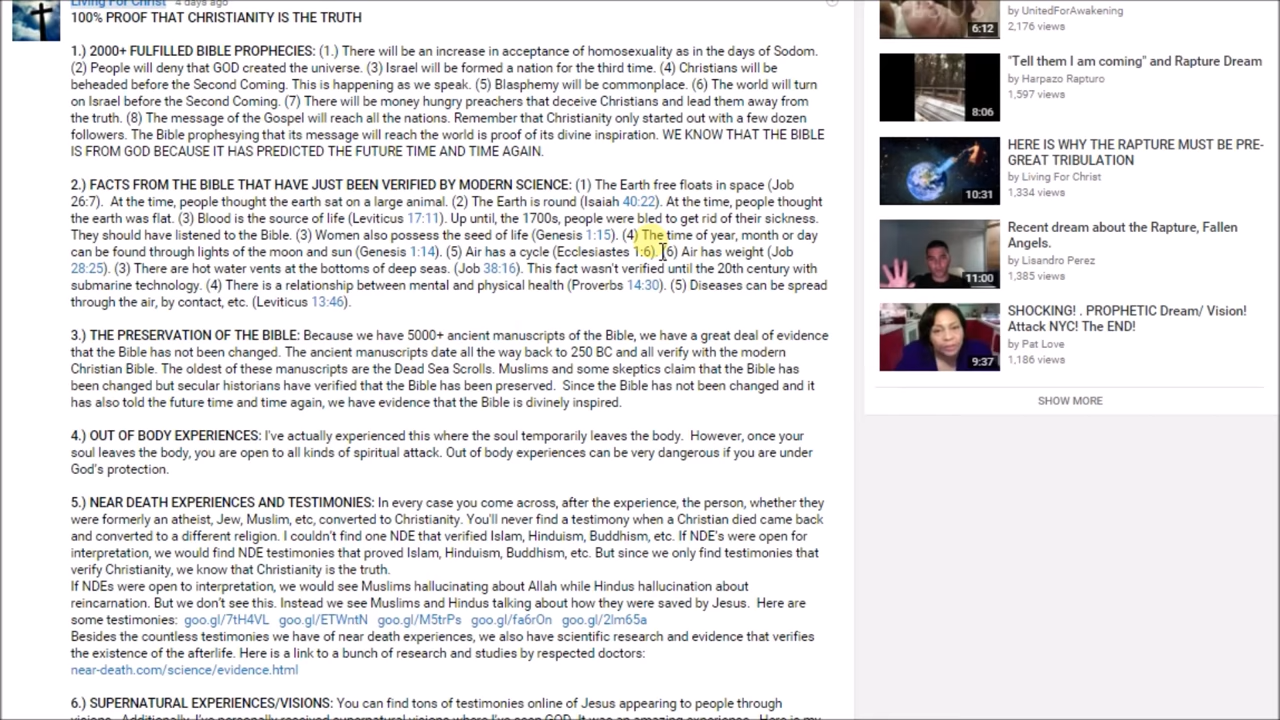 Living For Christ 4 days ago
100% PROOF THAT CHRISTIANITY IS THE TRUTH
1.) 2000+ FULFILLED BIBLE PROPHECIES: (1.) There will be an increase in acceptance of homosexuality as in the days of Sodom.
(2) People will deny that GOD created the universe. (3) Israel will be formed a nation for the third time. (4) Christians will be
beheaded before the Second Coming. This is happening as we speak. (5) Blasphemy will be commonplace. (6) The world will turn
on Israel before the Second Coming. (7) There will be money hungry preachers that deceive Christians and lead them away from
the truth. (8) The message of the Gospel will reach all the nations. Remember that Christianity only started out with a few dozen
followers. The Bible prophesying that its message will reach the world is proof of its divine inspiration. WE KNOW THAT THE BIBLE
IS FROM GOD BECAUSE IT HAS PREDICTED THE FUTURE TIME AND TIME AGAIN.
2.) FACTS FROM THE BIBLE THAT HAVE JUST BEEN VERIFIED BY MODERN SCIENCE: (1) The Earth free floats in space (Job
26:7). At the time, people thought the earth sat on a large animal. (2) The Earth is round (Isaiah 40:22). At the time, people thought
the earth was flat. (3) Blood is the source of life (Leviticus 17:11). Up until, the 1700s, people were bled to get rid of their sickness.
They should have listened to the Bible. (3) Women also possess the seed of life (Genesis 1:15). (4) The time of year, month or day
can be found through lights of the moon and sun (Genesis 1:14). (5) Air has a cycle (Ecclesiastes 1:6). (6) Air has weight (Job
28:25). (3) There are hot water vents at the bottoms of deep seas. (Job 38:16). This fact wasn't verified until the 20th century with
submarine technology. (4) There is a relationship between mental and physical health (Proverbs 14:30). (5) Diseases can be spread
through the air, by contact, etc. (Leviticus 13:46).
3.) THE PRESERVATION OF THE BIBLE: Because we have 5000+ ancient manuscripts of the Bible, we have a great deal of evidence
that the Bible has not been changed. The ancient manuscripts date all the way back to 250 BC and all verify with the modern
Christian Bible. The oldest of these manuscripts are the Dead Sea Scrolls. Muslims and some skeptics claim that the Bible has
been changed but secular historians have verified that the Bible has been preserved. Since the Bible has not been changed and it
has also told the future time and time again, we have evidence that the Bible is divinely inspired.
4.) OUT OF BODY EXPERIENCES: I've actually experienced this where the soul temporarily leaves the body. However, once your
soul leaves the body, you are open to all kinds of spiritual attack. Out of body experiences can be very dangerous if you are under
God's protection.
5.) NEAR DEATH EXPERIENCES AND TESTIMONIES: In every case you come across, after the experience, the person, whether they
were formerly an atheist, Jew, Muslim, etc, converted to Christianity. You'll never find a testimony when a Christian died came back
and converted to a different religion. I couldn't find one NDE that verified Islam, Hinduism, Buddhism, etc. If NDE's were open for
interpretation, we would find NDE testimonies that proved Islam, Hinduism, Buddhism, etc. But since we only find testimonies that
verify Christianity, we know that Christianity is the truth.
If NDEs were open to interpretation, we would see Muslims hallucinating about Allah while Hindus hallucination about
reincarnation. But we don't see this. Instead we see Muslims and Hindus talking about how they were saved by Jesus. Here are
some testimonies: goo.gl/7tH4VL goo.gl/ETWntN goo.gl/M5trPs goo.gl/fa6rOn goo.gl/2lm65a
Besides the countless testimonies we have of near death experiences, we also have scientific research and evidence that verifies
the existence of the afterlife. Here is a link to a bunch of research and studies by respected doctors:
near-death.com/science/evidence.html
6.) SUPERNATURAL EXPERIENCES/VISIONS: You can find tons of testimonies online of Jesus appearing to people through
visions. Additionally, I've personally received supernatural visions where I've seen GOD. It was an amazing experience. Here is my
by UnitedForAwakening
2,176 views
6:12
"Tell them I am coming" and Rapture Dream
by Harpazo Rapturo
1,597 views
8:06
HERE IS WHY THE RAPTURE MUST BE PRE-
GREAT TRIBULATION
by Living For Christ
1,334 views
10:31
Recent dream about the Rapture, Fallen
Angels.
by Lisandro Perez
1,385 views
11:00
SHOCKING! . PROPHETIC Dream/ Vision!
Attack NYC! The END!
by Pat Love
1,186 views
9:37
SHOW MORE